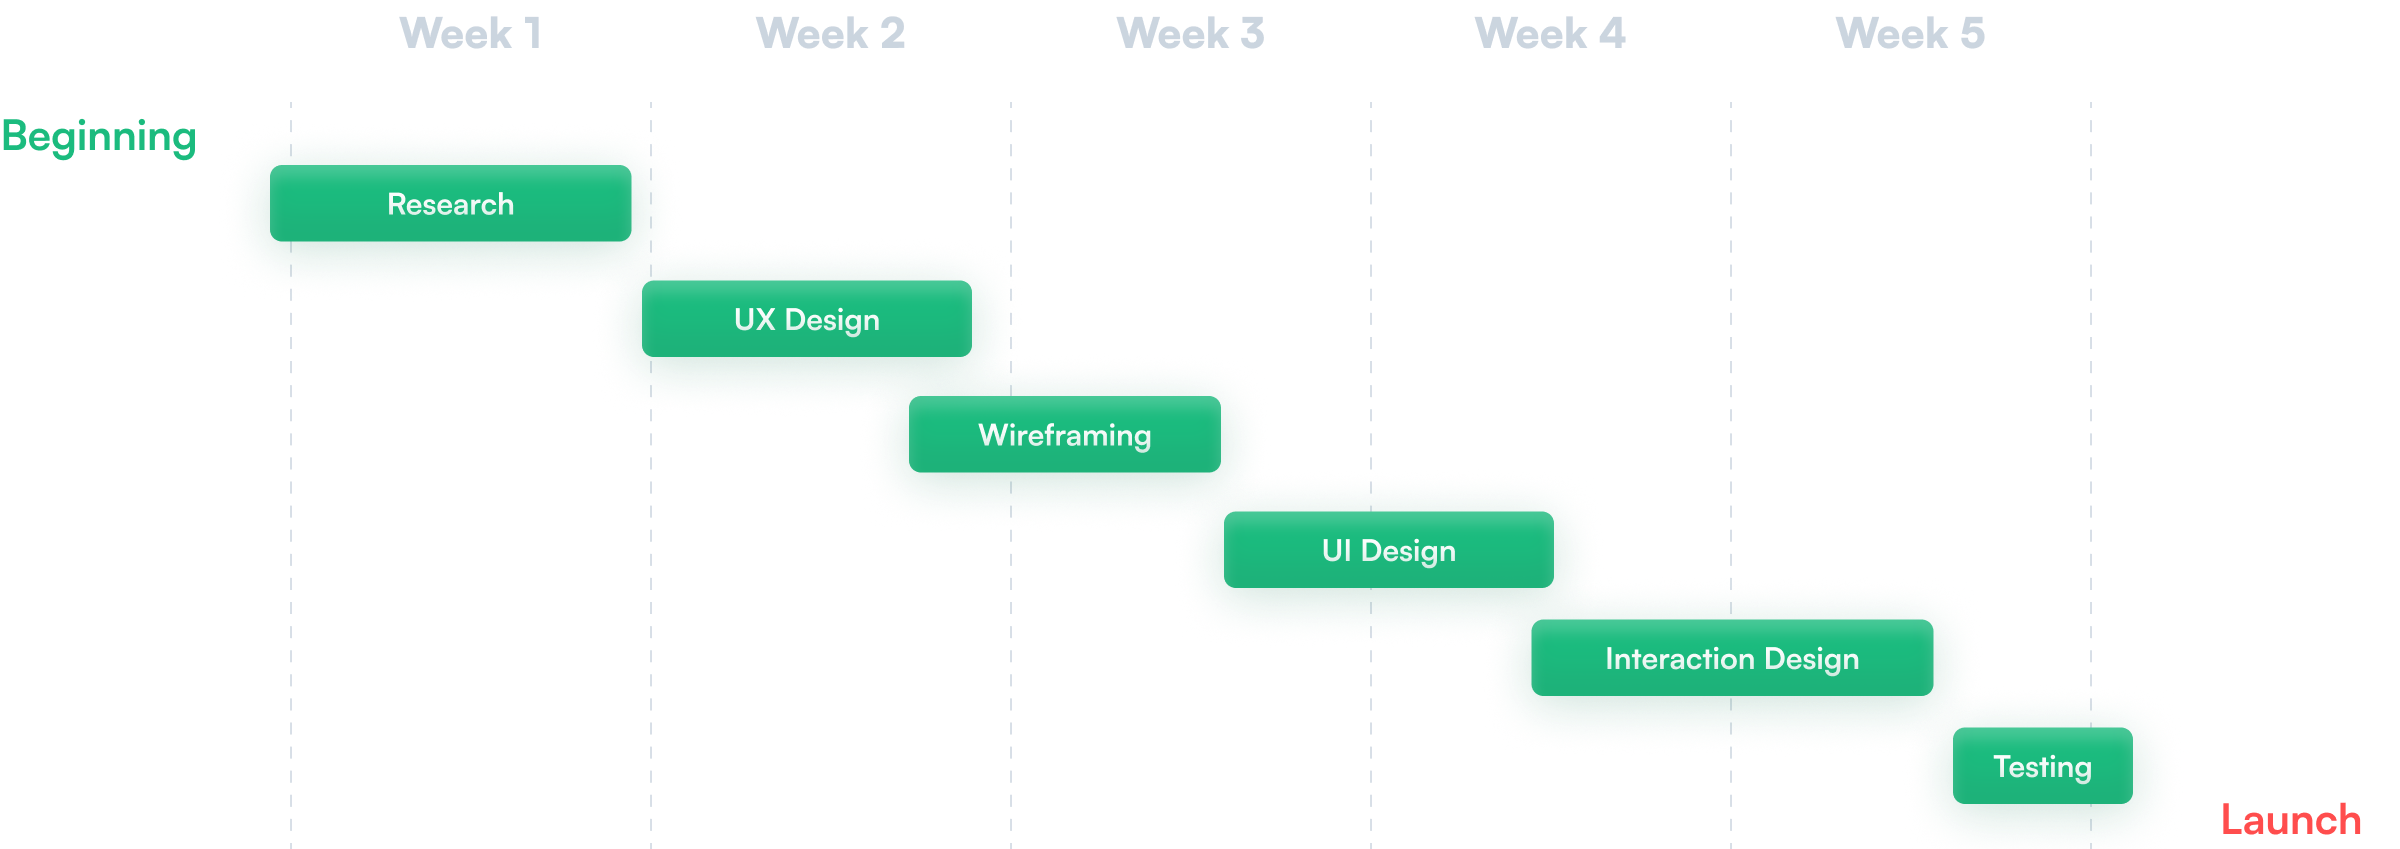 Week 1
Week 2
Week 3
Week 4
Week 5
Beginning
Research
UX Design
Wireframing
UI Design
Interaction Design
Testing
Launch